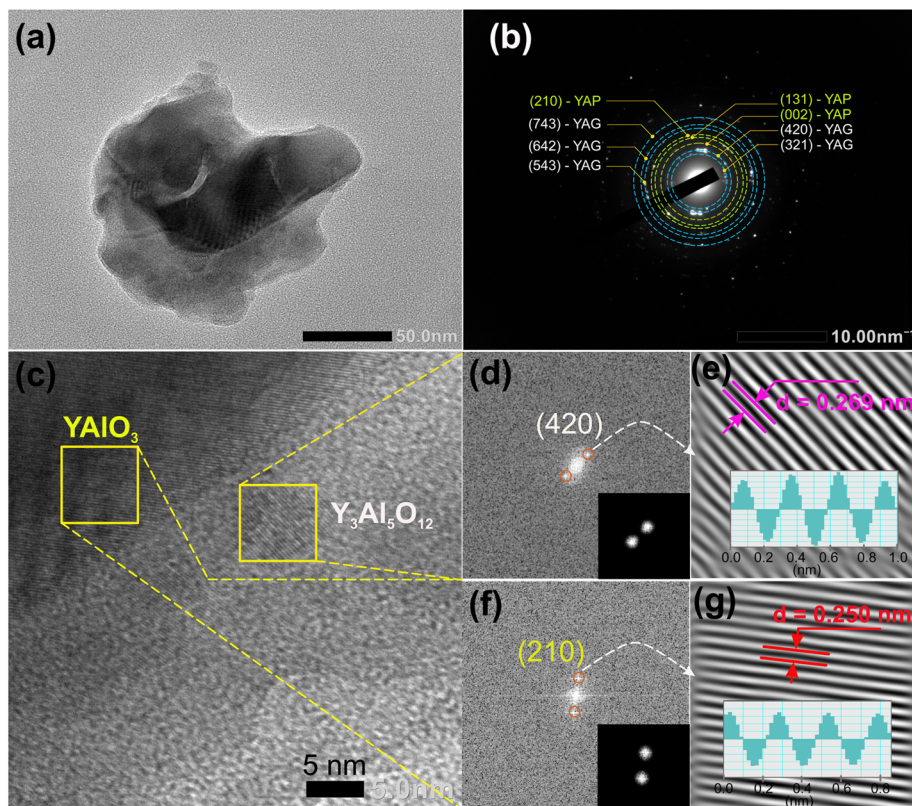 (a)
50.0nm
(b)
(210) - YAP
(743) - YAG
(642) - YAG
(543) - YAG
(131) - YAP
(002) - YAP
(420) - YAG
(321) - YAG
10.00nm⁻¹
(c)
YAlO₃
Y₃Al₅O₁₂
5 nm
5.0nm
(d)
(420)
(e)
d = 0.269 nm
0.0 0.2 0.4 0.6 0.8 1.0
(nm)
(f)
(210)
(g)
d = 0.250 nm
0.0 0.2 0.4 0.6 0.8
(nm)